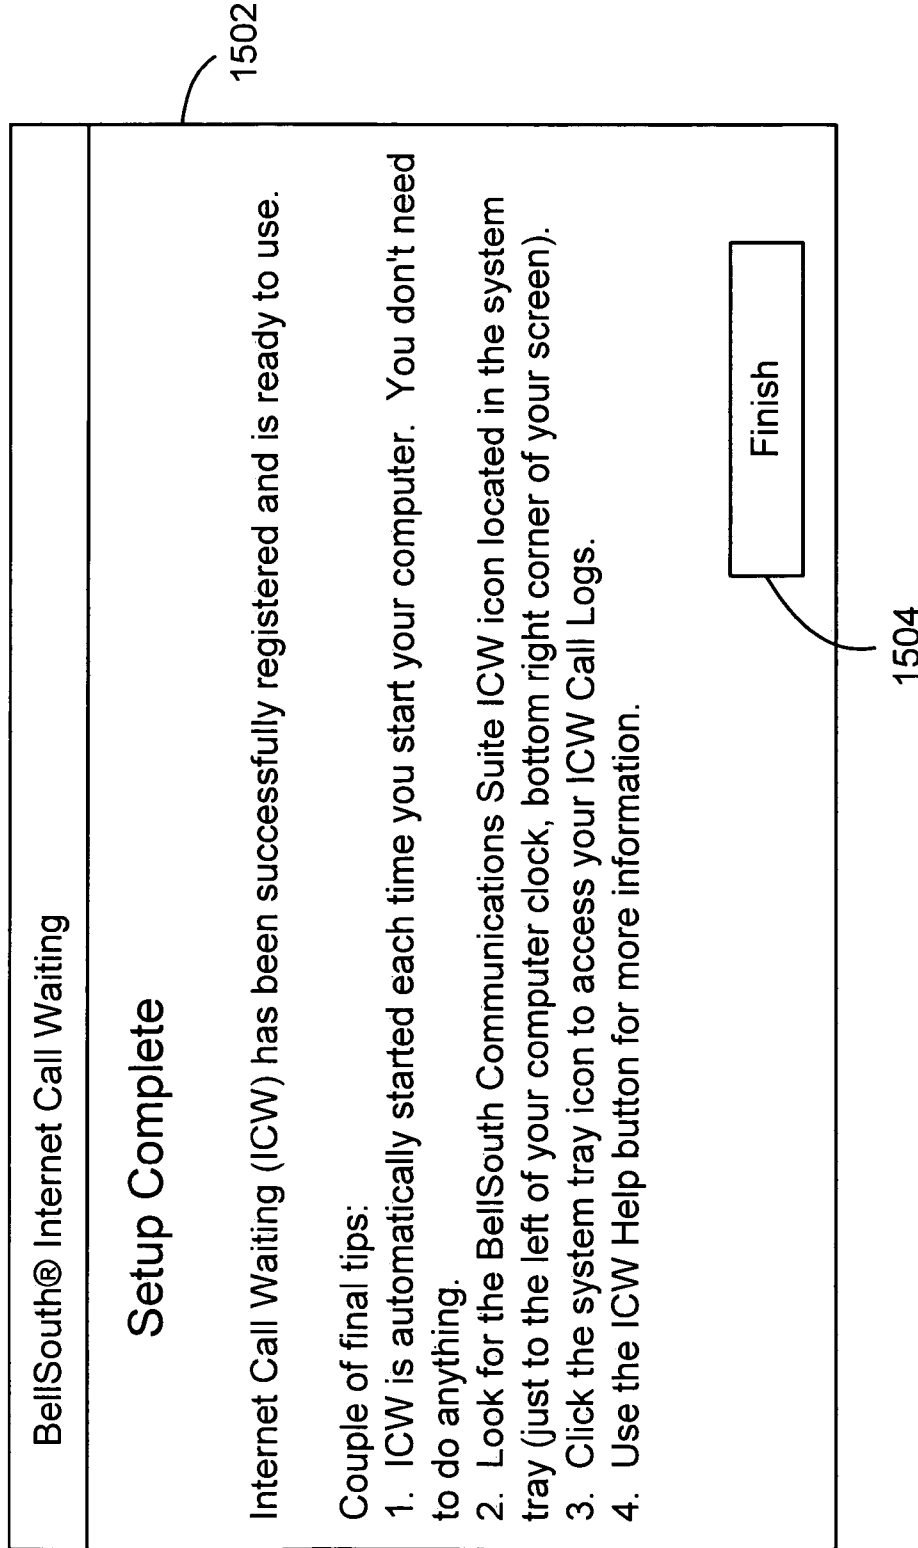 BellSouth® Internet Call Waiting
Setup Complete
Internet Call Waiting (ICW) has been successfully registered and is ready to use.
Couple of final tips:
1. ICW is automatically started each time you start your computer. You don't need
to do anything.
2. Look for the BellSouth Communications Suite ICW icon located in the system
tray (just to the left of your computer clock, bottom right corner of your screen).
3. Click the system tray icon to access your ICW Call Logs.
4. Use the ICW Help button for more information.
Finish
1502
1504